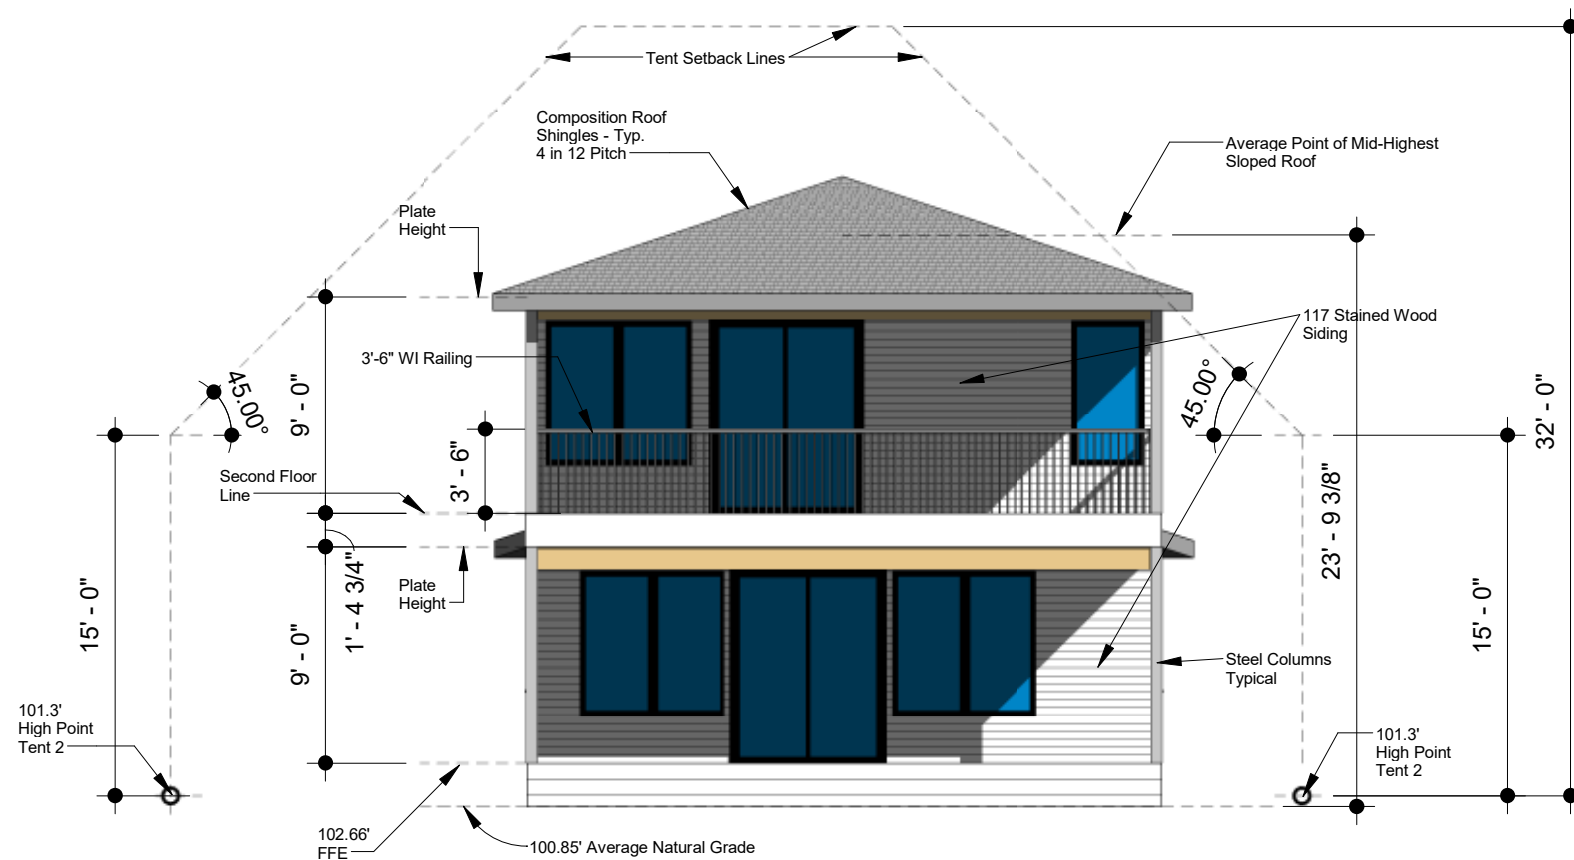 Tent Setback Lines
Composition Roof
Shingles - Typ.
4 in 12 Pitch
Average Point of Mid-Highest
Sloped Roof
Plate
Height
117 Stained Wood
Siding
3'-6" WI Railing
45.00°
45.00°
9' - 0"
32' - 0"
3' - 6"
23' - 9 3/8"
Second Floor
Line
1' - 4 3/4"
Plate
Height
15' - 0"
15' - 0"
9' - 0"
Steel Columns
Typical
101.3'
High Point
Tent 2
101.3'
High Point
Tent 2
102.66'
FFE
100.85' Average Natural Grade